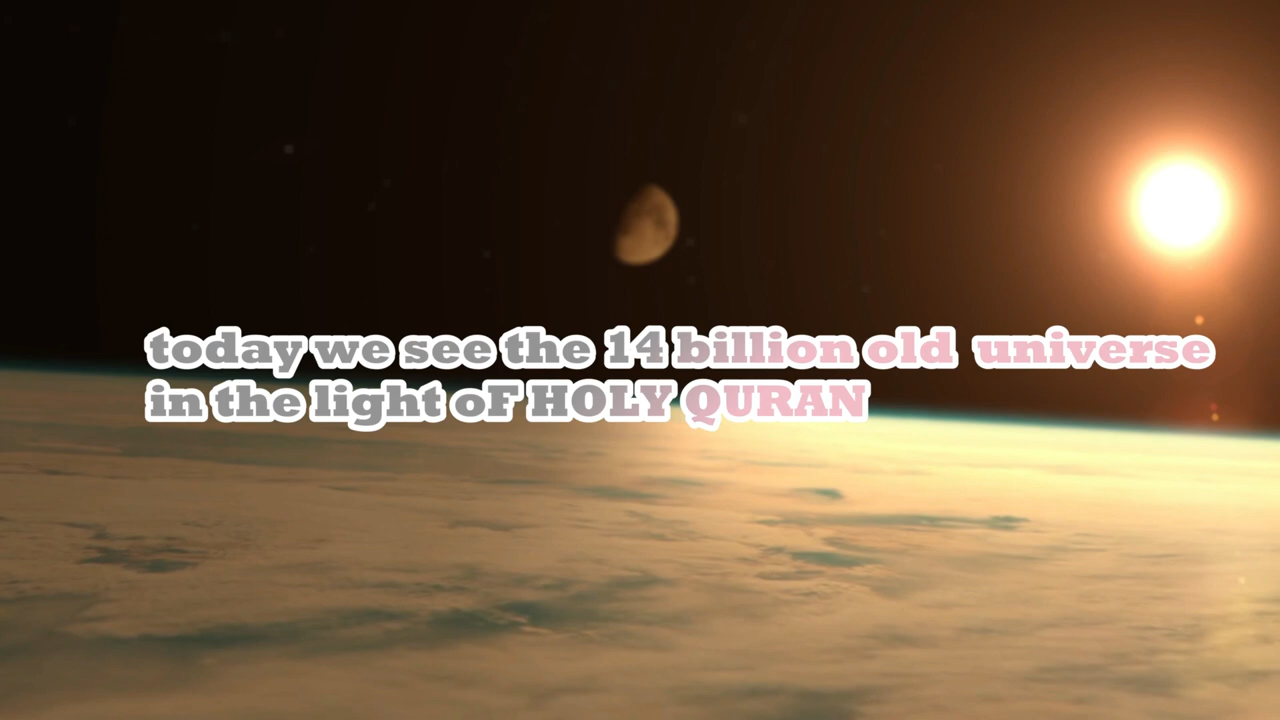 today we see the 14 billion old universe
in the light oF HOLY QURAN